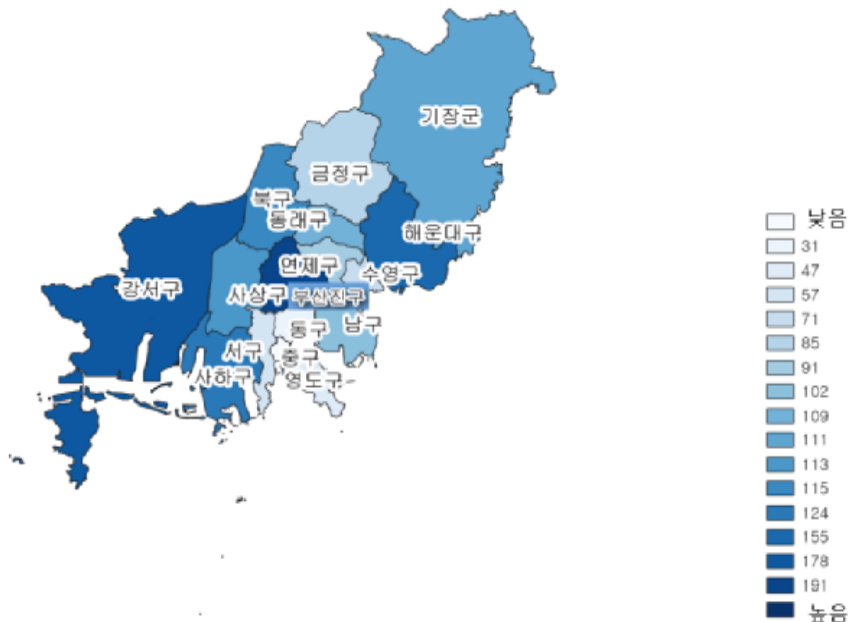 기장군
금정구
북구
동래구
해운대구
연제구
수영구
강서구
사상구
부산진구
동구
남구
서구
중구
사하구
영도구
낮음
31
47
57
71
85
91
102
109
111
113
115
124
155
178
191
높음